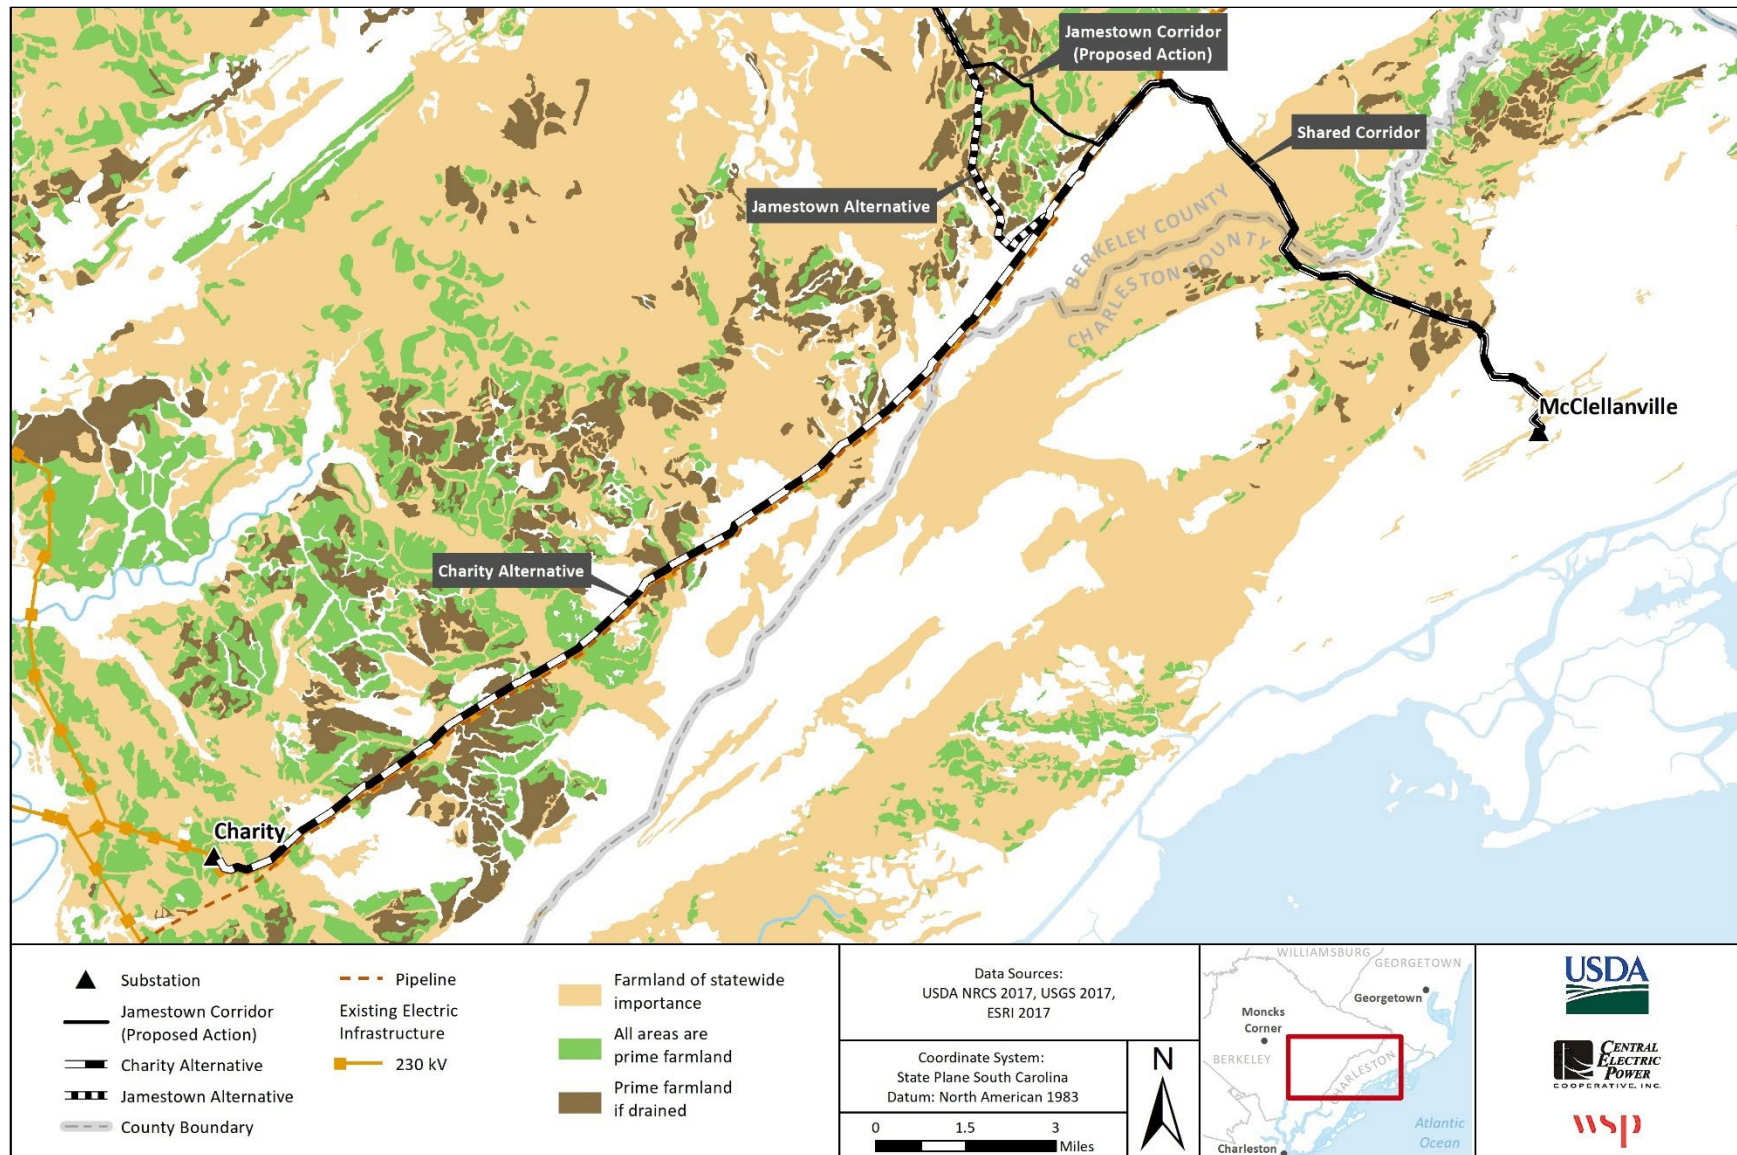 Jamestown Corridor
(Proposed Action)
Shared Corridor
Jamestown Alternative
BERKELEY COUNTY
CHARLESTON COUNTY
McClellanville
Charity Alternative
Charity
Substation
Jamestown Corridor
(Proposed Action)
Charity Alternative
Jamestown Alternative
County Boundary
Pipeline
Existing Electric
Infrastructure
230 kV
Farmland of statewide
importance
All areas are
prime farmland
Prime farmland
if drained
Data Sources:
USDA NRCS 2017, USGS 2017,
ESRI 2017
Coordinate System:
State Plane South Carolina
Datum: North American 1983
0 1.5 3
Miles
N
WILLIAMSBURG
GEORGETOWN
Georgetown
Moncks
Corner
BERKELEY
CHARLESTON
Atlantic
Ocean
Charleston
USDA
CENTRAL
ELECTRIC
POWER
COOPERATIVE, INC.
wsp